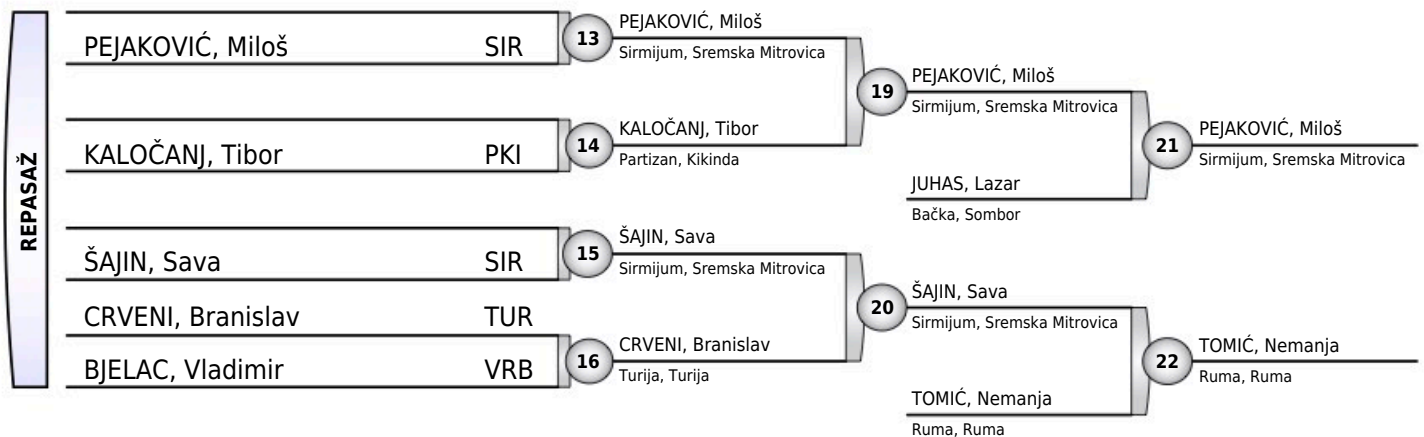 REPASAŽ
PEJAKOVIĆ, Miloš SIR
KALOČANJ, Tibor PKI
ŠAJIN, Sava SIR
CRVENI, Branislav TUR
BJELAC, Vladimir VRB
13
PEJAKOVIĆ, Miloš
Sirmijum, Sremska Mitrovica
14
KALOČANJ, Tibor
Partizan, Kikinda
15
ŠAJIN, Sava
Sirmijum, Sremska Mitrovica
16
CRVENI, Branislav
Turija, Turija
19
PEJAKOVIĆ, Miloš
Sirmijum, Sremska Mitrovica
JUHAS, Lazar
Bačka, Sombor
20
ŠAJIN, Sava
Sirmijum, Sremska Mitrovica
TOMIĆ, Nemanja
Ruma, Ruma
21
PEJAKOVIĆ, Miloš
Sirmijum, Sremska Mitrovica
22
TOMIĆ, Nemanja
Ruma, Ruma